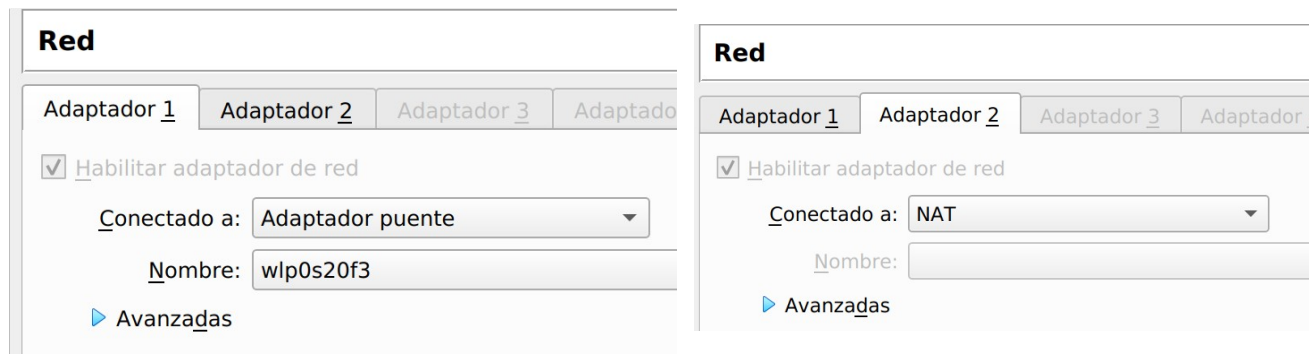 Red
Adaptador 1 Adaptador 2 Adaptador 3 Adaptado
Habilitar adaptador de red
Conectado a: Adaptador puente
Nombre: wlp0s20f3
Avanzadas
Red
Adaptador 1 Adaptador 2 Adaptador 3 Adaptador
Habilitar adaptador de red
Conectado a: NAT
Nombre:
Avanzadas